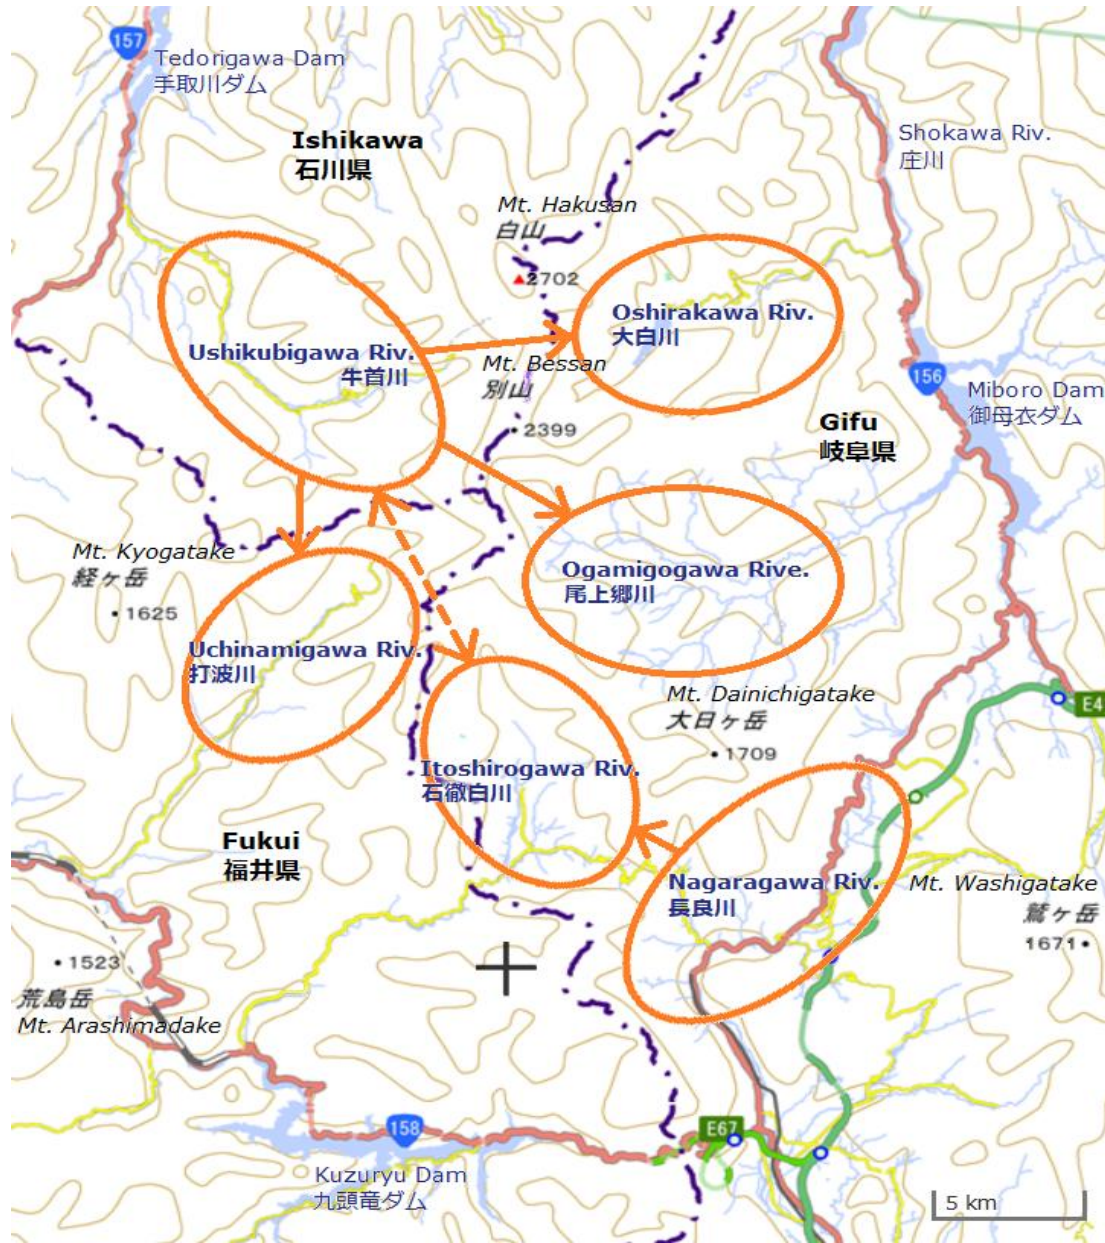 157
Tedorigawa Dam
手取川ダム
Ishikawa
石川県
Shokawa Riv.
庄川
Mt. Hakusan
白山
2702
Oshirakawa Riv.
大白川
Ushikubigawa Riv.
牛首川
Mt. Bessan
別山
2399
156
Miboro Dam
御母衣ダム
Gifu
岐阜県
Mt. Kyogatake
経ヶ岳
1625
Ogamigogawa Rive.
尾上郷川
Uchinamigawa Riv.
打波川
Mt. Dainichigatake
大日ヶ岳
1709
E4
Itoshirogawa Riv.
石徹白川
Fukui
福井県
Nagaragawa Riv.
長良川
Mt. Washigatake
鷲ヶ岳
1671
1523
荒島岳
Mt. Arashimadake
158
E67
Kuzuryu Dam
九頭竜ダム
5 km